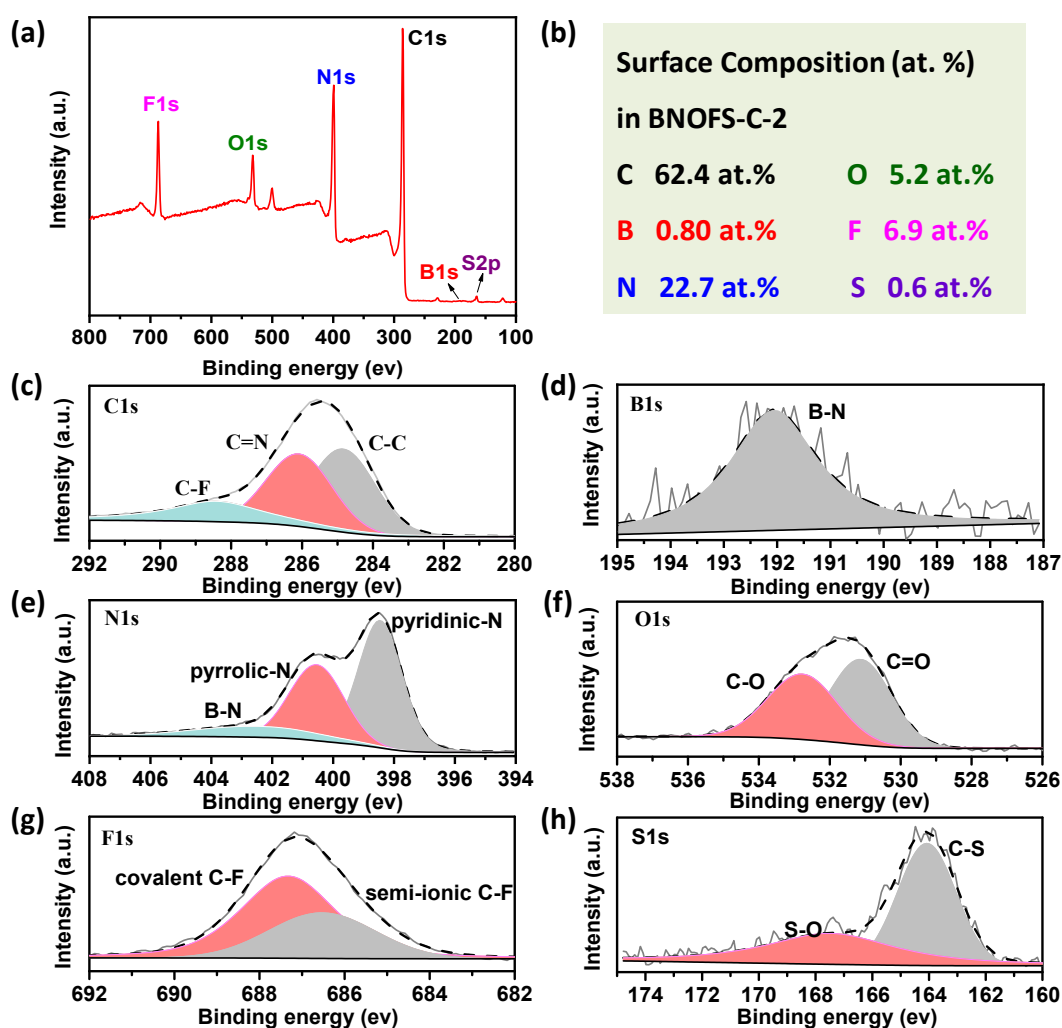 (a)
C1s
N1s
F1s
O1s
B1s
S2p
Intensity (a.u.)
800 700 600 500 400 300 200 100
Binding energy (ev)
(b)
Surface Composition (at. %)
in BNOFS-C-2
C 62.4 at.% O 5.2 at.%
B 0.80 at.% F 6.9 at.%
N 22.7 at.% S 0.6 at.%
(c)
C1s
C=N
C-C
C-F
Intensity (a.u.)
292 290 288 286 284 282 280
Binding energy (ev)
(d)
B1s
B-N
Intensity (a.u.)
195 194 193 192 191 190 189 188 187
Binding energy (ev)
(e)
N1s
pyridinic-N
pyrrolic-N
B-N
Intensity (a.u.)
408 406 404 402 400 398 396 394
Binding energy (ev)
(f)
O1s
C=O
C-O
Intensity (a.u.)
538 536 534 532 530 528 526
Binding energy (ev)
(g)
F1s
covalent C-F
semi-ionic C-F
Intensity (a.u.)
692 690 688 686 684 682
Binding energy (ev)
(h)
S1s
C-S
S-O
Intensity (a.u.)
174 172 170 168 166 164 162 160
Binding energy (ev)